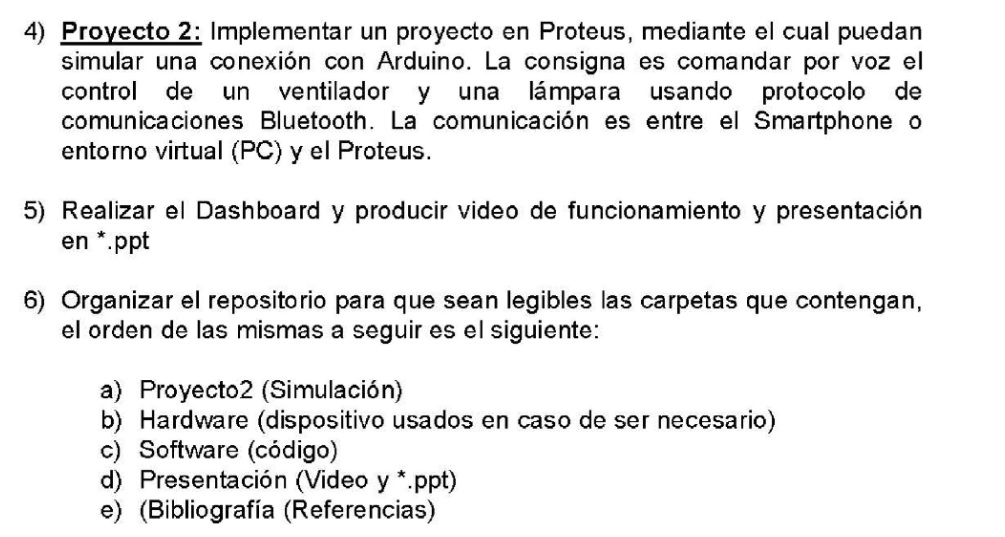 4) Proyecto 2: Implementar un proyecto en Proteus, mediante el cual puedan
simular una conexión con Arduino. La consigna es comandar por voz el
control de un ventilador y una lámpara usando protocolo de
comunicaciones Bluetooth. La comunicación es entre el Smartphone o
entorno virtual (PC) y el Proteus.
5) Realizar el Dashboard y producir video de funcionamiento y presentación
en *.ppt
6) Organizar el repositorio para que sean legibles las carpetas que contengan,
el orden de las mismas a seguir es el siguiente:
a) Proyecto2 (Simulación)
b) Hardware (dispositivo usados en caso de ser necesario)
c) Software (código)
d) Presentación (Video y *.ppt)
e) (Bibliografía (Referencias)